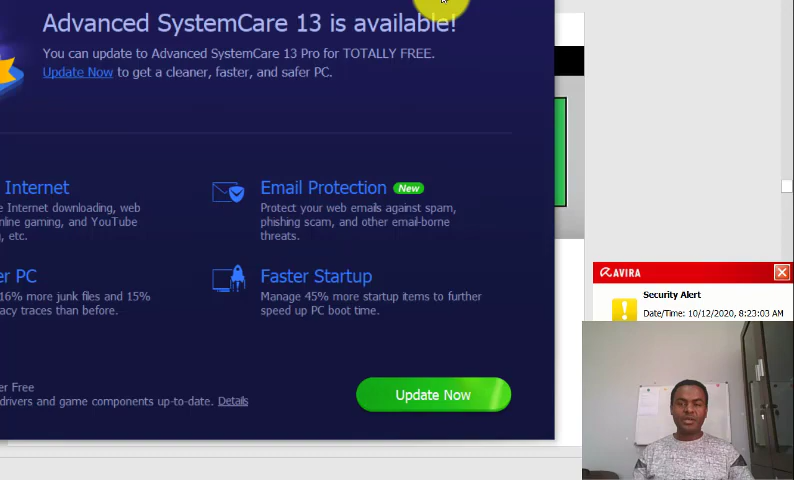 Advanced SystemCare 13 is available!
You can update to Advanced SystemCare 13 Pro for TOTALLY FREE.
Update Now to get a cleaner, faster, and safer PC.
Internet
Internet downloading, web
gaming, and YouTube
etc.
Email Protection New
Protect your web emails against spam,
phishing scam, and other email-borne
threats.
PC
16% more junk files and 15%
traces than before.
Faster Startup
Manage 45% more startup items to further
speed up PC boot time.
Free
drivers and game components up-to-date. Details
Update Now
AVIRA
Security Alert
Date/Time: 10/12/2020, 8:23:03 AM